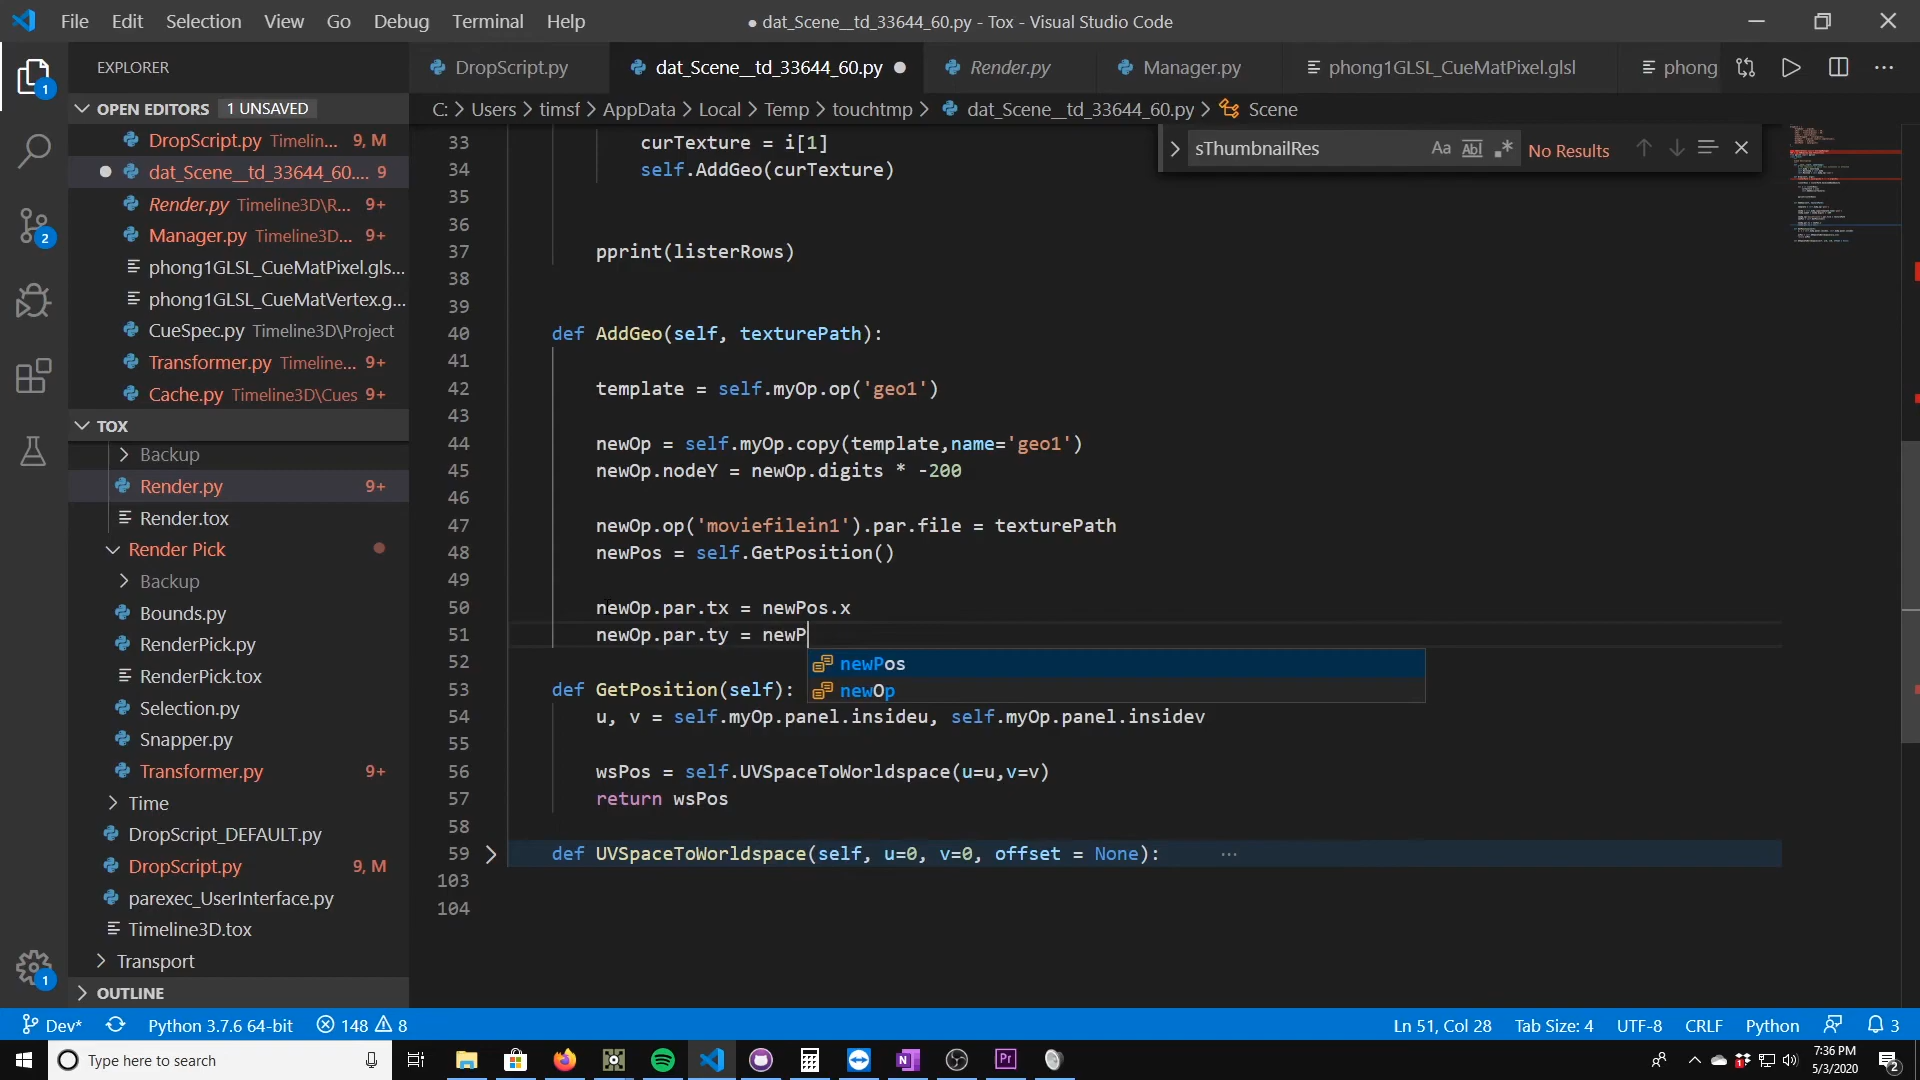 File Edit Selection View Go Debug Terminal Help
● dat_Scene__td_33644_60.py - Tox - Visual Studio Code
EXPLORER
DropScript.py
dat_Scene__td_33644_60.py ●
Render.py
Manager.py
phong1GLSL_CueMatPixel.glsl
phong
OPEN EDITORS 1 UNSAVED
C: > Users > timsf > AppData > Local > Temp > touchtmp > dat_Scene__td_33644_60.py > Scene
DropScript.py Timelin... 9, M
dat_Scene__td_33644_60.... 9
Render.py Timeline3D\R... 9+
Manager.py Timeline3D... 9+
phong1GLSL_CueMatPixel.gls...
phong1GLSL_CueMatVertex.g...
CueSpec.py Timeline3D\Project
Transformer.py Timeline... 9+
Cache.py Timeline3D\Cues 9+
TOX
Backup
Render.py 9+
Render.tox
Render Pick
Backup
Bounds.py
RenderPick.py
RenderPick.tox
Selection.py
Snapper.py
Transformer.py 9+
Time
DropScript_DEFAULT.py
DropScript.py 9, M
parexec_UserInterface.py
Timeline3D.tox
Transport
OUTLINE
1
2
1
sThumbnailRes Aa Abl .* No Results
33 curTexture = i[1]
34 self.AddGeo(curTexture)
35
36
37 pprint(listerRows)
38
39
40 def AddGeo(self, texturePath):
41
42 template = self.myOp.op('geo1')
43
44 newOp = self.myOp.copy(template,name='geo1')
45 newOp.nodeY = newOp.digits * -200
46
47 newOp.op('moviefilein1').par.file = texturePath
48 newPos = self.GetPosition()
49
50 newOp.par.tx = newPos.x
51 newOp.par.ty = newP
newPos
newOp
52
53 def GetPosition(self):
54 u, v = self.myOp.panel.insideu, self.myOp.panel.insidev
55
56 wsPos = self.UVSpaceToWorldspace(u=u,v=v)
57 return wsPos
58
59 def UVSpaceToWorldspace(self, u=0, v=0, offset = None): ...
103
104
Dev* Python 3.7.6 64-bit 148 8 Ln 51, Col 28 Tab Size: 4 UTF-8 CRLF Python 3
Type here to search
Pr
7:36 PM
5/3/2020
2